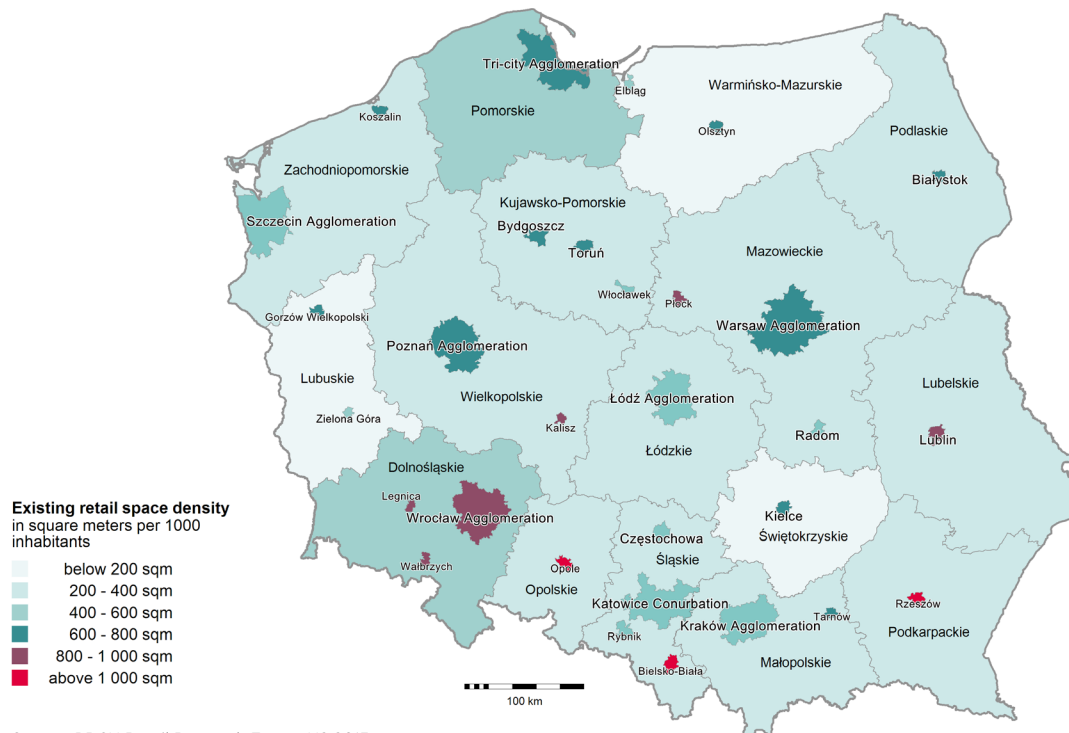 Tri-city Agglomeration
Elbląg
Warmińsko-Mazurskie
Koszalin
Pomorskie
Olsztyn
Podlaskie
Zachodniopomorskie
Białystok
Kujawsko-Pomorskie
Szczecin Agglomeration
Bydgoszcz
Toruń
Mazowieckie
Włocławek
Płock
Gorzów Wielkopolski
Warsaw Agglomeration
Poznań Agglomeration
Lubuskie
Wielkopolskie
Łódź Agglomeration
Lubelskie
Zielona Góra
Kalisz
Radom
Lublin
Łódzkie
Dolnośląskie
Legnica
Wrocław Agglomeration
Kielce
Świętokrzyskie
Częstochowa
Śląskie
Wałbrzych
Opole
Opolskie
Katowice Conurbation
Rzeszów
Kraków Agglomeration
Tarnów
Rybnik
Podkarpackie
Bielsko-Biała
Małopolskie
Existing retail space density
in square meters per 1000
inhabitants
below 200 sqm
200 - 400 sqm
400 - 600 sqm
600 - 800 sqm
800 - 1 000 sqm
above 1 000 sqm
100 km